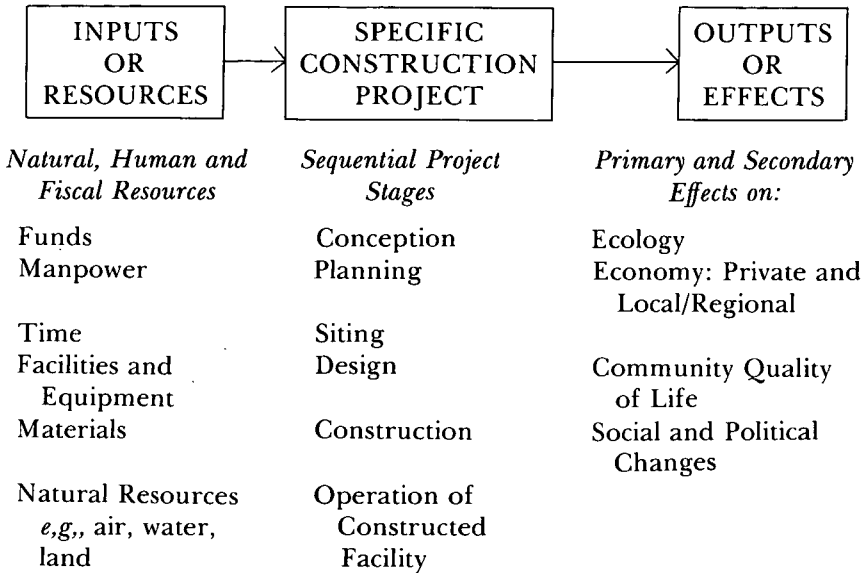 INPUTS
OR
RESOURCES
SPECIFIC
CONSTRUCTION
PROJECT
OUTPUTS
OR
EFFECTS
Natural, Human and
Fiscal Resources
Funds
Manpower
Time
Facilities and
Equipment
Materials
Natural Resources
e,g,, air, water,
land
Sequential Project
Stages
Conception
Planning
Siting
Design
Construction
Operation of
Constructed
Facility
Primary and Secondary
Effects on:
Ecology
Economy: Private and
Local/Regional
Community Quality
of Life
Social and Political
Changes